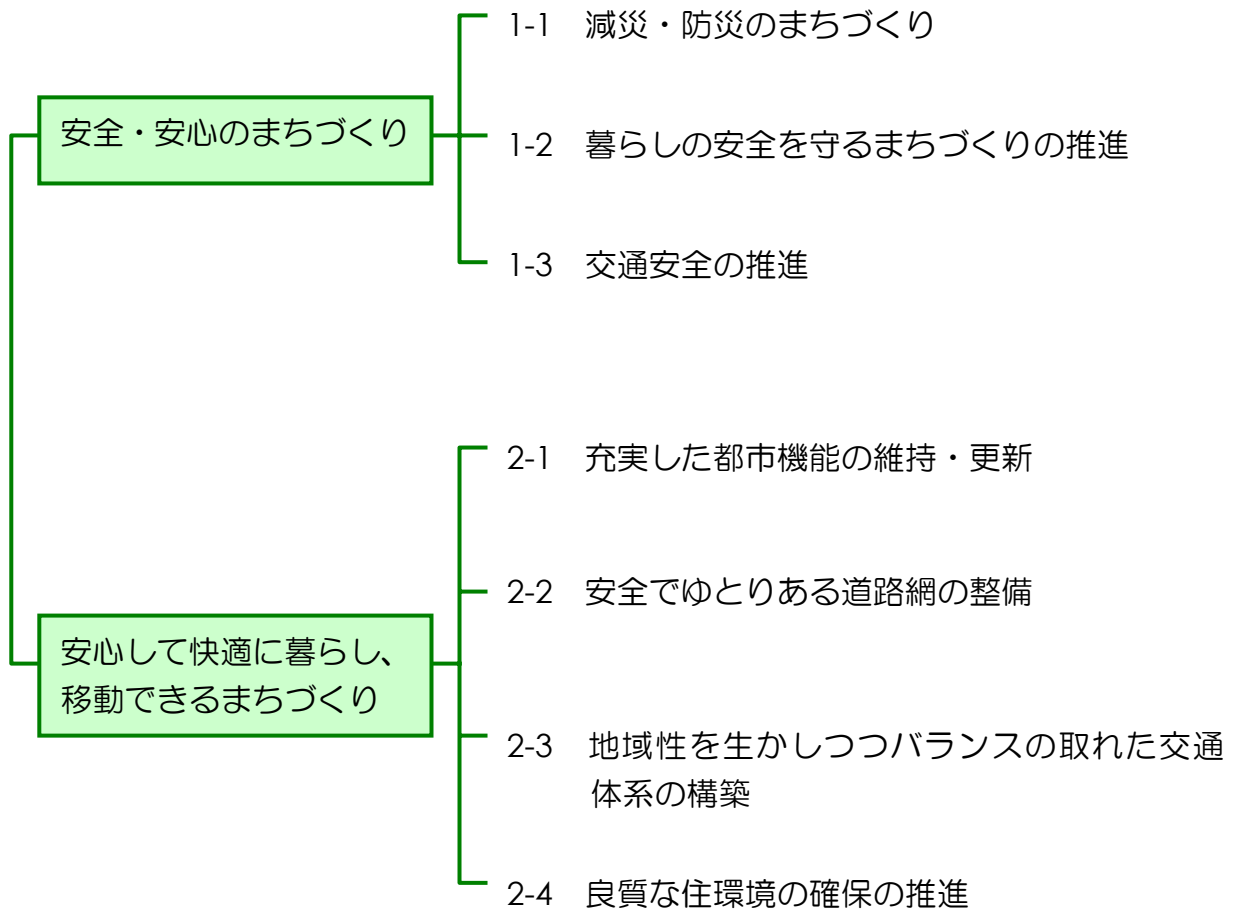 安全・安心のまちづくり
1-1 減災・防災のまちづくり
1-2 暮らしの安全を守るまちづくりの推進
1-3 交通安全の推進
安心して快適に暮らし、
移動できるまちづくり
2-1 充実した都市機能の維持・更新
2-2 安全でゆとりある道路網の整備
2-3 地域性を生かしつつバランスの取れた交通
体系の構築
2-4 良質な住環境の確保の推進